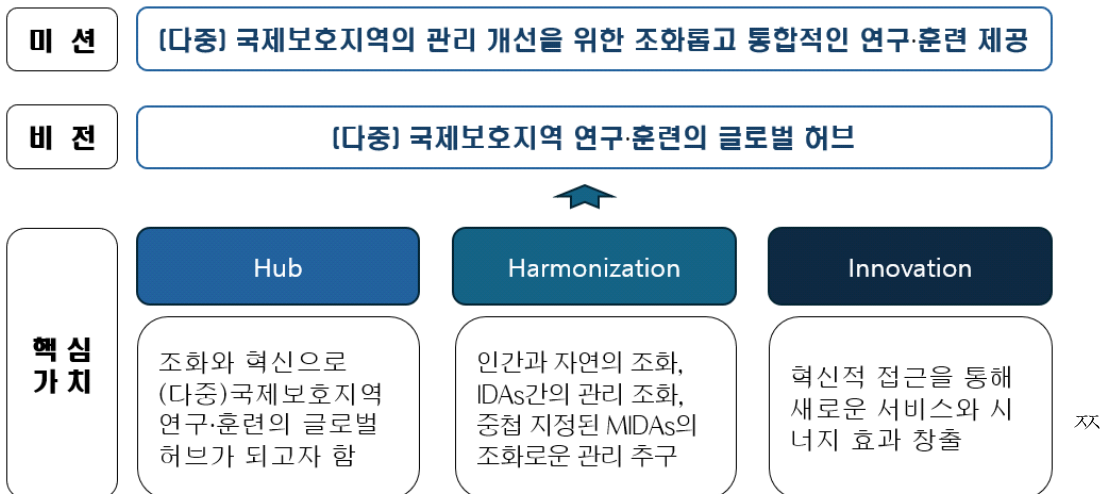 미 션
(다중) 국제보호지역의 관리 개선을 위한 조화롭고 통합적인 연구·훈련 제공
비 전
(다중) 국제보호지역 연구·훈련의 글로벌 허브
핵 심
가 치
Hub
조화와 혁신으로
(다중)국제보호지역
연구·훈련의 글로벌
허브가 되고자 함
Harmonization
인간과 자연의 조화,
IDAs간의 관리 조화,
중첩 지정된 MIDAs의
조화로운 관리 추구
Innovation
혁신적 접근을 통해
새로운 서비스와 시
너지 효과 창출
ㅉ